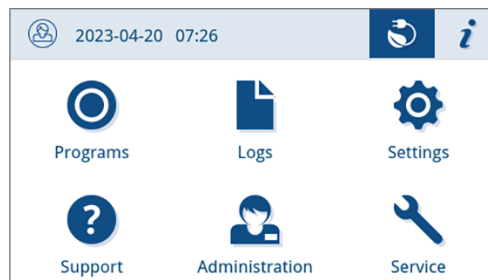 2023-04-20 07:26 i
Programs Logs Settings
?
Support Administration Service